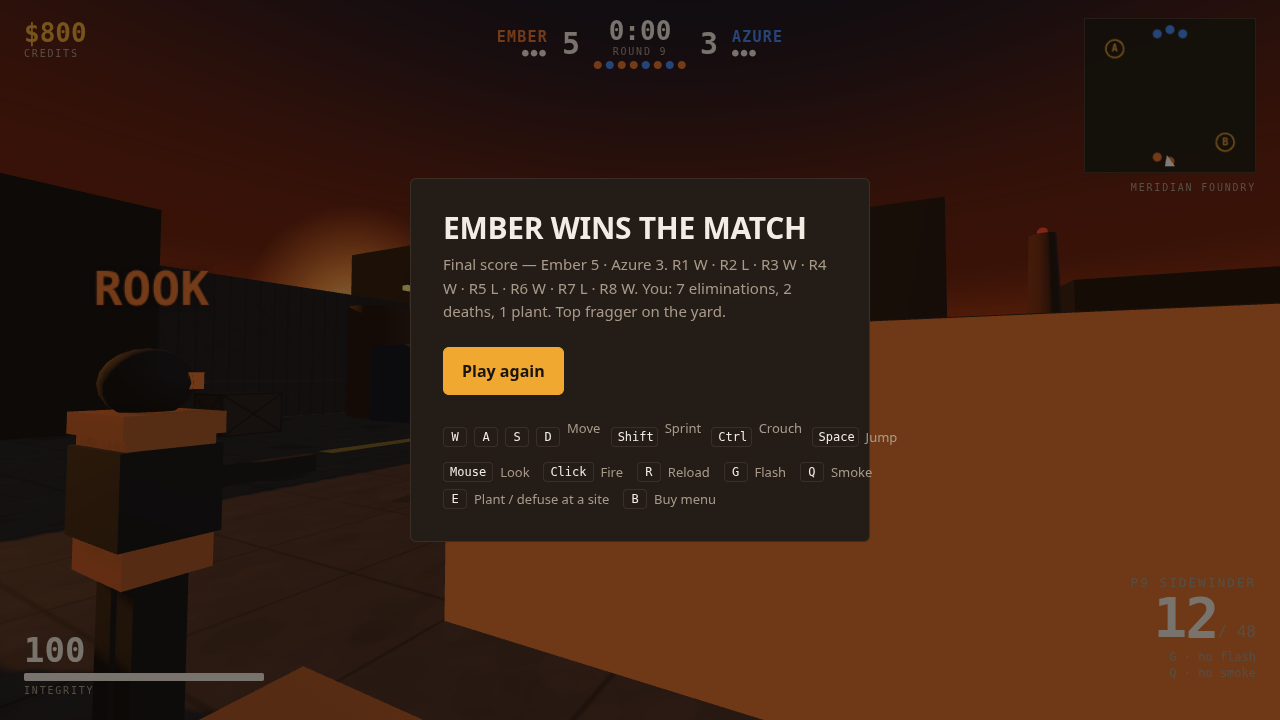 $800
CREDITS
EMBER 5 0:00 3 AZURE
ROUND 9
A
B
MERIDIAN FOUNDRY
ROOK
EMBER WINS THE MATCH
Final score — Ember 5 · Azure 3. R1 W · R2 L · R3 W · R4
W · R5 L · R6 W · R7 L · R8 W. You: 7 eliminations, 2
deaths, 1 plant. Top fragger on the yard.
Play again
W A S D Move Shift Sprint Ctrl Crouch Space Jump
Mouse Look Click Fire R Reload G Flash Q Smoke
E Plant / defuse at a site B Buy menu
P9 SIDEWINDER
12 / 48
G · no flash
Q · no smoke
100
INTEGRITY